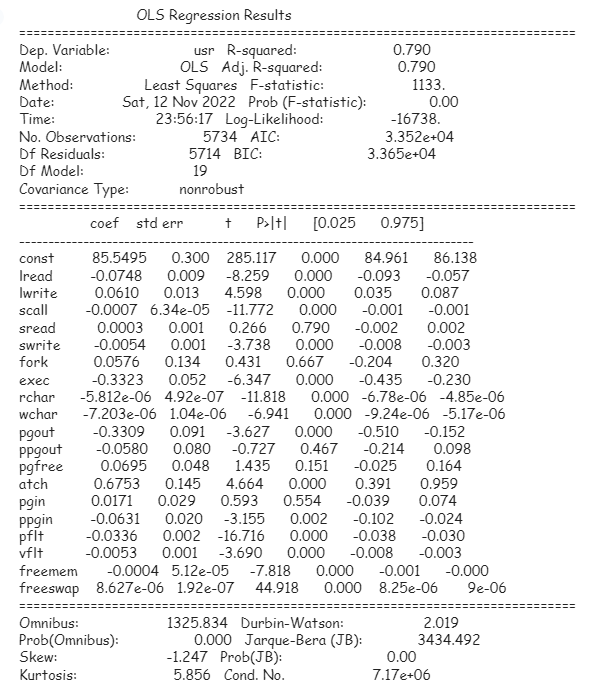 OLS Regression Results
==============================================================================
Dep. Variable: usr R-squared: 0.790
Model: OLS Adj. R-squared: 0.790
Method: Least Squares F-statistic: 1133.
Date: Sat, 12 Nov 2022 Prob (F-statistic): 0.00
Time: 23:56:17 Log-Likelihood: -16738.
No. Observations: 5734 AIC: 3.352e+04
Df Residuals: 5714 BIC: 3.365e+04
Df Model: 19
Covariance Type: nonrobust
==============================================================================
coef std err t P>|t| [0.025 0.975]
------------------------------------------------------------------------------
const 85.5495 0.300 285.117 0.000 84.961 86.138
lread -0.0748 0.009 -8.259 0.000 -0.093 -0.057
lwrite 0.0610 0.013 4.598 0.000 0.035 0.087
scall -0.0007 6.34e-05 -11.772 0.000 -0.001 -0.001
sread 0.0003 0.001 0.266 0.790 -0.002 0.002
swrite -0.0054 0.001 -3.738 0.000 -0.008 -0.003
fork 0.0576 0.134 0.431 0.667 -0.204 0.320
exec -0.3323 0.052 -6.347 0.000 -0.435 -0.230
rchar -5.812e-06 4.92e-07 -11.818 0.000 -6.78e-06 -4.85e-06
wchar -7.203e-06 1.04e-06 -6.941 0.000 -9.24e-06 -5.17e-06
pgout -0.3309 0.091 -3.627 0.000 -0.510 -0.152
ppgout -0.0580 0.080 -0.727 0.467 -0.214 0.098
pgfree 0.0695 0.048 1.435 0.151 -0.025 0.164
atch 0.6753 0.145 4.664 0.000 0.391 0.959
pgin 0.0171 0.029 0.593 0.554 -0.039 0.074
ppgin -0.0631 0.020 -3.155 0.002 -0.102 -0.024
pflt -0.0336 0.002 -16.716 0.000 -0.038 -0.030
vflt -0.0053 0.001 -3.690 0.000 -0.008 -0.003
freemem -0.0004 5.12e-05 -7.818 0.000 -0.001 -0.000
freeswap 8.627e-06 1.92e-07 44.918 0.000 8.25e-06 9e-06
==============================================================================
Omnibus: 1325.834 Durbin-Watson: 2.019
Prob(Omnibus): 0.000 Jarque-Bera (JB): 3434.492
Skew: -1.247 Prob(JB): 0.00
Kurtosis: 5.856 Cond. No. 7.17e+06